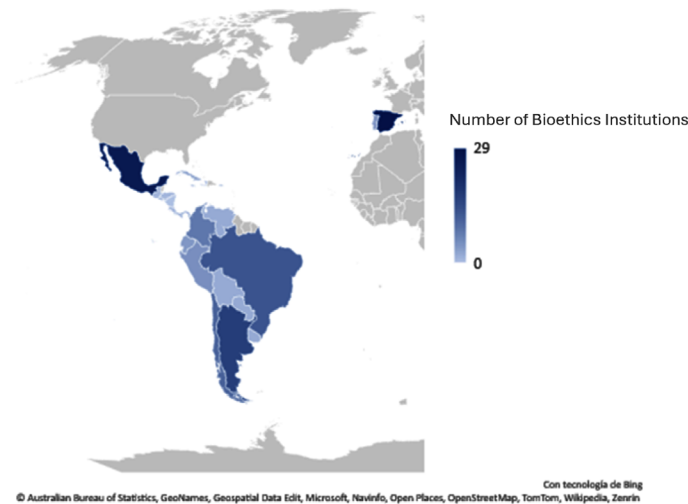 Number of Bioethics Institutions
29
0
Con tecnología de Bing
© Australian Bureau of Statistics, GeoNames, Geospatial Data Edit, Microsoft, Navinfo, Open Places, OpenStreetMap, TomTom, Wikipedia, Zenrin